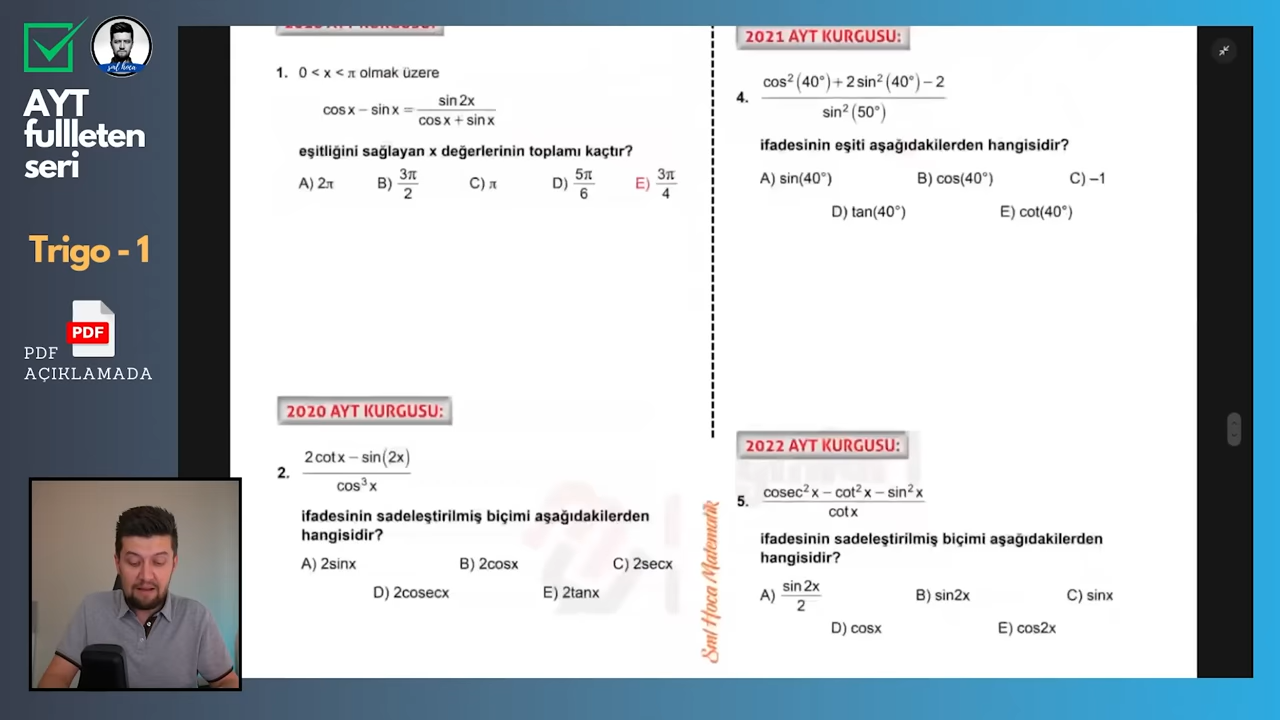 sml hoca
AYT
fullleten
seri
Trigo - 1
PDF
PDF
AÇIKLAMADA
1. 0 < x < π olmak üzere
cos x – sin x = sin 2x / (cos x + sin x)
eşitliğini sağlayan x değerlerinin toplamı kaçtır?
A) 2π B) 3π/2 C) π D) 5π/6 E) 3π/4
2020 AYT KURGUSU:
2. (2 cot x – sin(2x)) / cos³ x
ifadesinin sadeleştirilmiş biçimi aşağıdakilerden
hangisidir?
A) 2sinx B) 2cosx C) 2secx
D) 2cosecx E) 2tanx
Sml Hoca Matematik
2021 AYT KURGUSU:
4. (cos² (40°) + 2 sin² (40°) – 2) / sin² (50°)
ifadesinin eşiti aşağıdakilerden hangisidir?
A) sin(40°) B) cos(40°) C) –1
D) tan(40°) E) cot(40°)
2022 AYT KURGUSU:
5. (cosec² x – cot² x – sin² x) / cot x
ifadesinin sadeleştirilmiş biçimi aşağıdakilerden
hangisidir?
A) sin 2x / 2 B) sin2x C) sinx
D) cosx E) cos2x